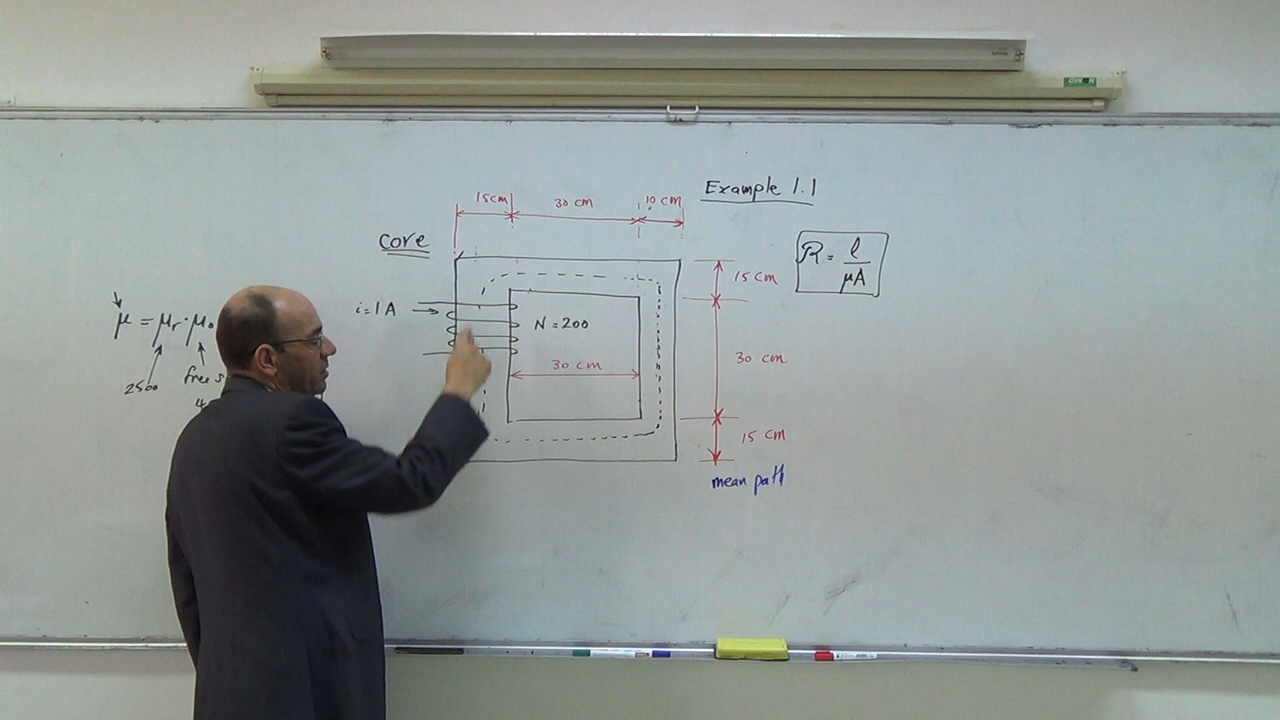 Example 1.1
15cm
30 cm
10 cm
core
R = l / μA
15 cm
i=1A
N=200
μ = μr · μo
30 cm
30 cm
2500
free
15 cm
mean path